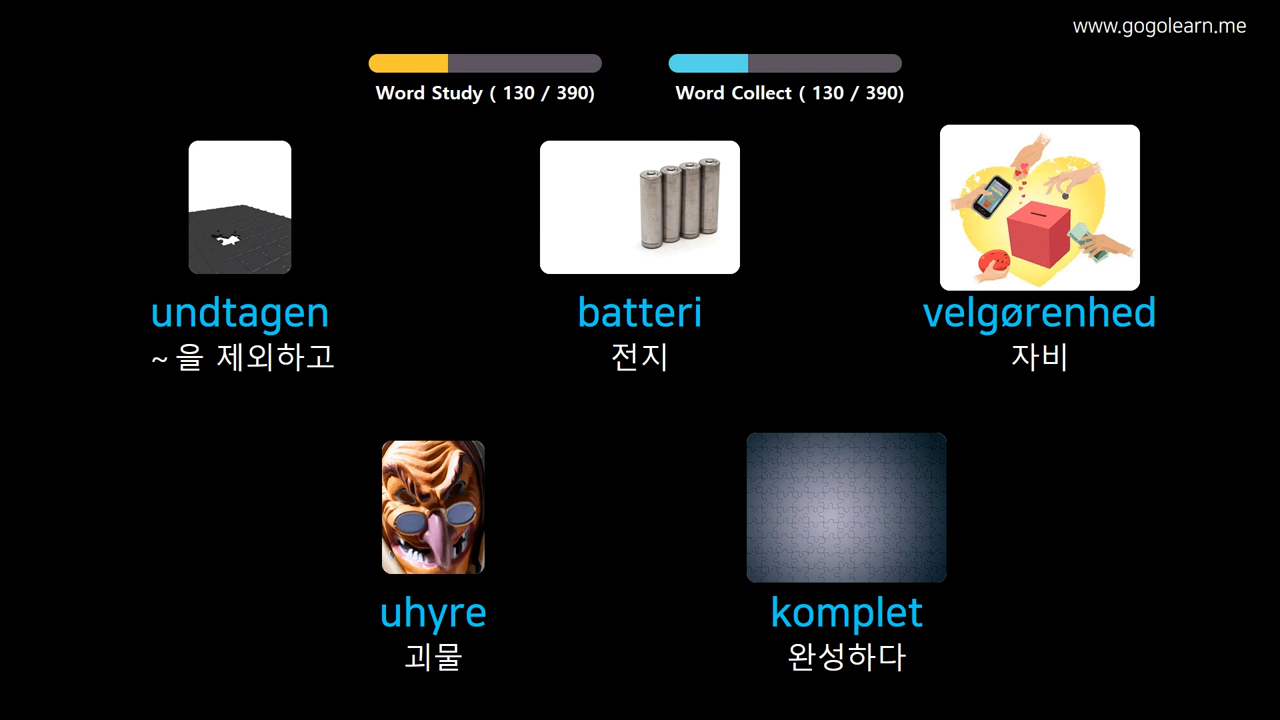 www.gogolearn.me
Word Study ( 130 / 390)
Word Collect ( 130 / 390)
undtagen
~ 을 제외하고
batteri
전지
velgørenhed
자비
uhyre
괴물
komplet
완성하다